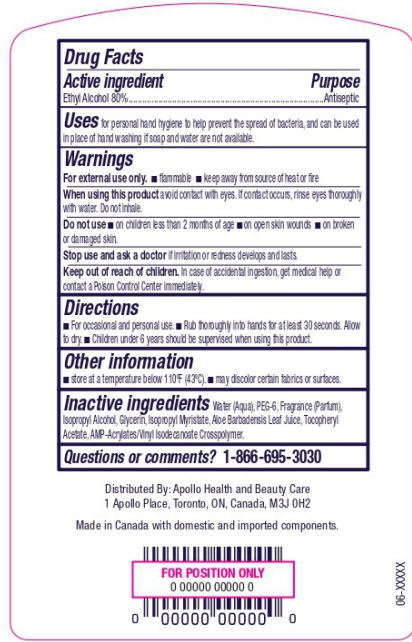 Drug Facts
Active ingredient Purpose
Ethyl Alcohol 80%......................................................................Antiseptic
Uses for personal hand hygiene to help prevent the spread of bacteria, and can be used
in place of hand washing if soap and water are not available.
Warnings
For external use only. ■ flammable ■ keep away from source of heat or fire
When using this product avoid contact with eyes. If contact occurs, rinse eyes thoroughly
with water. Do not inhale.
Do not use ■ on children less than 2 months of age ■ on open skin wounds ■ on broken
or damaged skin.
Stop use and ask a doctor if irritation or redness develops and lasts.
Keep out of reach of children. In case of accidental ingestion, get medical help or
contact a Poison Control Center immediately.
Directions
■ For occasional and personal use. ■ Rub thoroughly into hands for at least 30 seconds. Allow
to dry. ■ Children under 6 years should be supervised when using this product.
Other information
■ store at a temperature below 110ºF (43ºC). ■ may discolor certain fabrics or surfaces.
Inactive ingredients Water (Aqua), PEG-6, Fragrance (Parfum),
Isopropyl Alcohol, Glycerin, Isopropyl Myristate, Aloe Barbadensis Leaf Juice, Tocopheryl
Acetate, AMP-Acrylates/Vinyl Isodecanoate Crosspolymer.
Questions or comments? 1-866-695-3030
Distributed By: Apollo Health and Beauty Care
1 Apollo Place, Toronto, ON, Canada, M3J 0H2
Made in Canada with domestic and imported components.
FOR POSITION ONLY
0 00000 00000 0
0 00000 00000 0
06-XXXXX